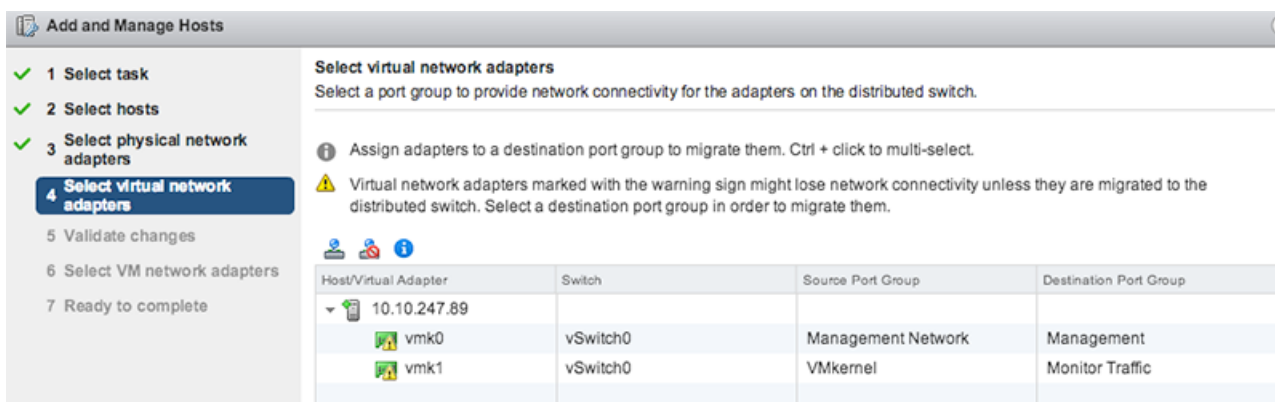 Add and Manage Hosts
1 Select task
2 Select hosts
3 Select physical network
adapters
4 Select virtual network
adapters
5 Validate changes
6 Select VM network adapters
7 Ready to complete
Select virtual network adapters
Select a port group to provide network connectivity for the adapters on the distributed switch.
Assign adapters to a destination port group to migrate them. Ctrl + click to multi-select.
Virtual network adapters marked with the warning sign might lose network connectivity unless they are migrated to the
distributed switch. Select a destination port group in order to migrate them.
Host/Virtual Adapter Switch Source Port Group Destination Port Group
10.10.247.89
vmk0 vSwitch0 Management Network Management
vmk1 vSwitch0 VMkernel Monitor Traffic